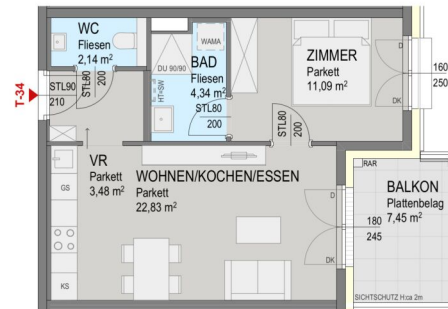 WC
Fliesen
2,14 m²
STL80
200
STL90
210
T-34
DU 90/90
HT+SW
WAMA
BAD
Fliesen
4,34 m²
STL80
200
ZIMMER
Parkett
11,09 m²
STL80
200
D
DK
160
250
VR
Parkett
3,48 m²
WOHNEN/KOCHEN/ESSEN
Parkett
22,83 m²
GS
KS
D
DK
180
245
RAR
BALKON
Plattenbelag
7,45 m²
SICHTSCHUTZ H:ca 2m